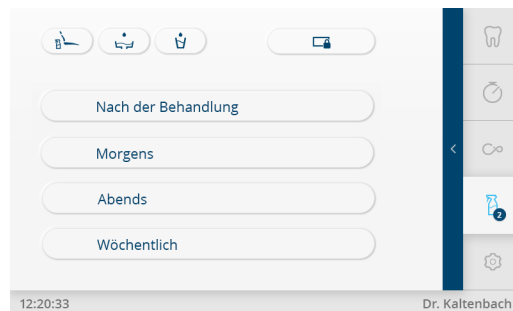 Nach der Behandlung
Morgens
Abends
Wöchentlich
2
12:20:33
Dr. Kaltenbach